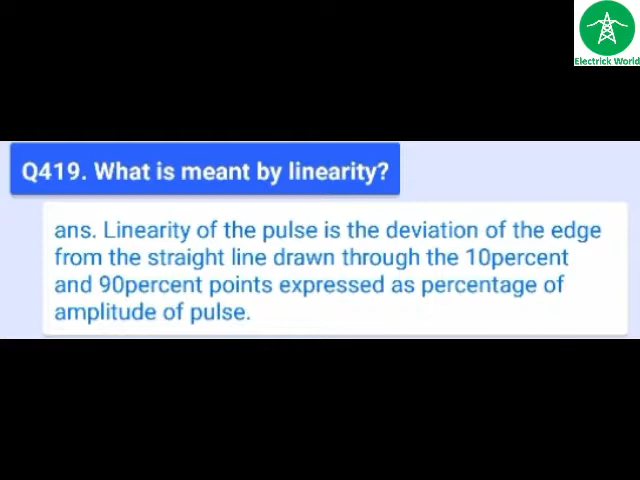 Electrick World
Q419. What is meant by linearity?
ans. Linearity of the pulse is the deviation of the edge
from the straight line drawn through the 10percent
and 90percent points expressed as percentage of
amplitude of pulse.